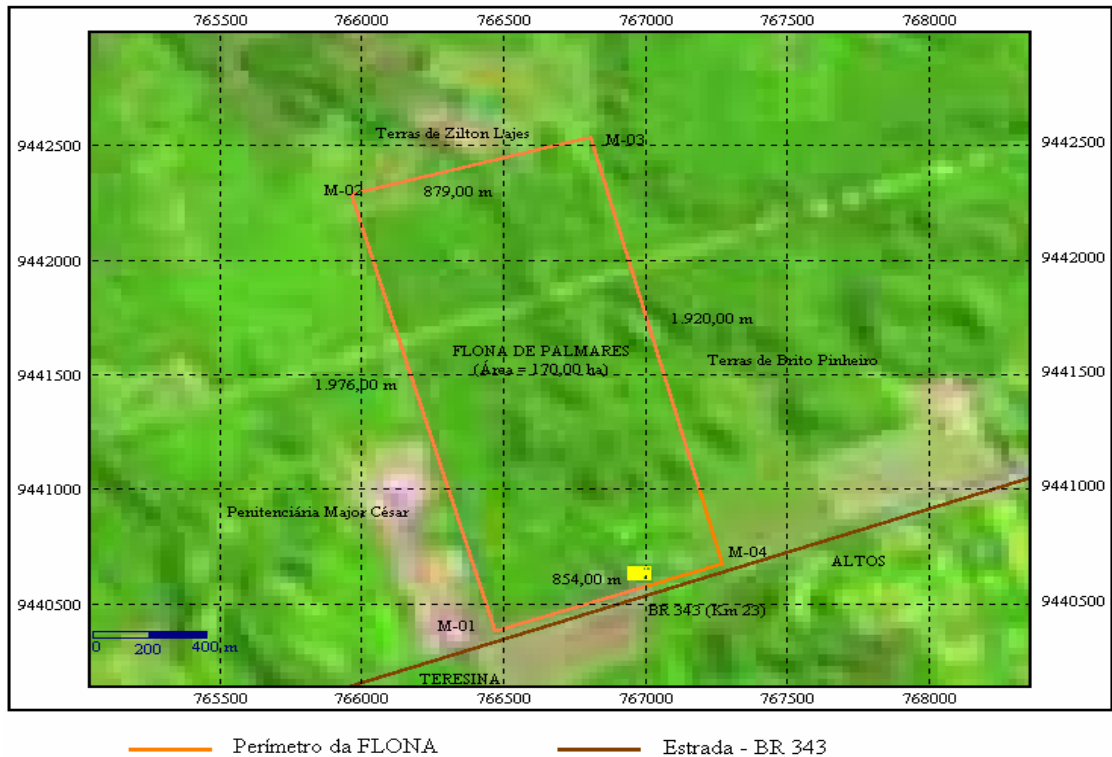 765500 766000 766500 767000 767500 768000
Terras de Zilton Lajes
M-03
9442500 9442500
M-02
879,00 m
9442000 9442000
1.920,00 m
FLONA DE PALMARES
(Área = 170,00 ha)
Terras de Brito Pinheiro
9441500 9441500
1.976,00 m
9441000 9441000
Penitenciária Major César
M-04
ALTOS
854,00 m
9440500 9440500
BR 343 (Km 23)
M-01
0 200 400 m
TERESINA
765500 766000 766500 767000 767500 768000
Perímetro da FLONA Estrada - BR 343